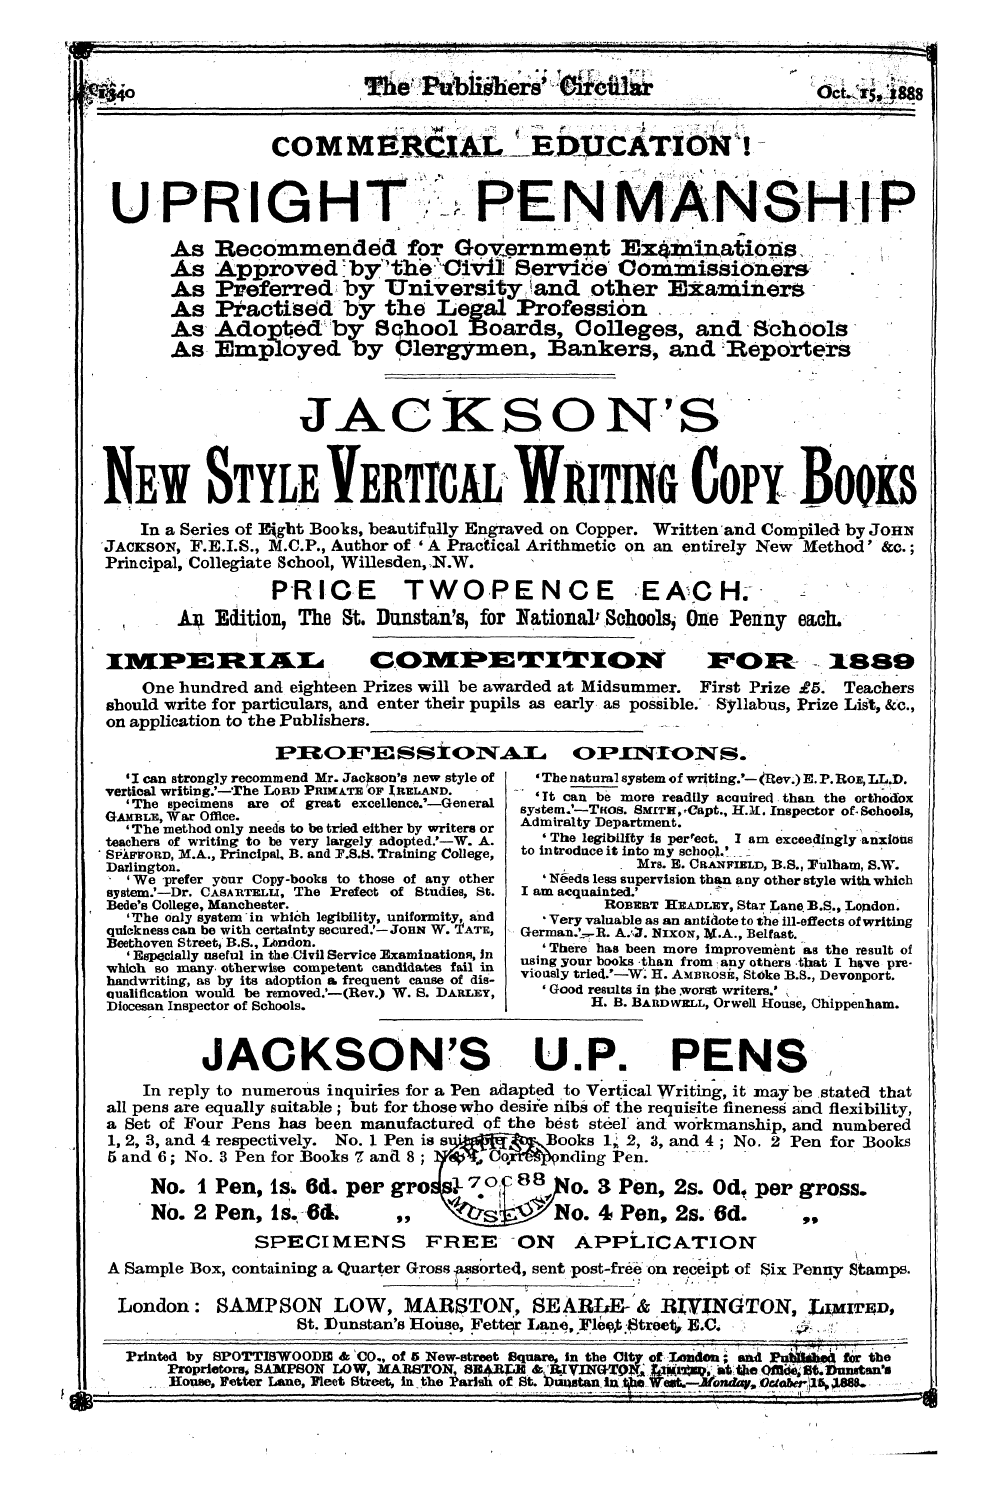 1340
The Publishers' Circular
Oct. 15, 1888
COMMERCIAL EDUCATION!
UPRIGHT PENMANSHIP
As Recommended for Government Examinations
As Approved by the Civil Service Commissioners
As Preferred by University and other Examiners
As Practised by the Legal Profession
As Adopted by School Boards, Colleges, and Schools
As Employed by Clergymen, Bankers, and Reporters
JACKSON'S
NEW STYLE VERTICAL WRITING COPY BOOKS
In a Series of Eight Books, beautifully Engraved on Copper. Written and Compiled by JOHN
JACKSON, F.E.I.S., M.C.P., Author of 'A Practical Arithmetic on an entirely New Method' &c.;
Principal, Collegiate School, Willesden, N.W.
PRICE TWOPENCE EACH.
An Edition, The St. Dunstan's, for National Schools, One Penny each.
IMPERIAL COMPETITION FOR 1889
One hundred and eighteen Prizes will be awarded at Midsummer. First Prize £5. Teachers
should write for particulars, and enter their pupils as early as possible. Syllabus, Prize List, &c.,
on application to the Publishers.
PROFESSIONAL OPINIONS.
'I can strongly recommend Mr. Jackson's new style of
vertical writing.'—The LORD PRIMATE OF IRELAND.
'The specimens are of great excellence.'—General
GAMBLE, War Office.
'The method only needs to be tried either by writers or
teachers of writing to be very largely adopted.'—W. A.
SPAFFORD, M.A., Principal, B. and F.S.S. Training College,
Darlington.
'We prefer your Copy-books to those of any other
system.'—Dr. CASARTELLI, The Prefect of Studies, St.
Bede's College, Manchester.
'The only system in which legibility, uniformity, and
quickness can be with certainty secured.'—JOHN W. TATE,
Beethoven Street, B.S., London.
'Especially useful in the Civil Service Examinations, in
which so many otherwise competent candidates fail in
handwriting, as by its adoption a frequent cause of dis-
qualification would be removed.'—(Rev.) W. S. DARLEY,
Diocesan Inspector of Schools.
'The natural system of writing.'—(Rev.) E. P. ROE, LL.D.
'It can be more readily acquired than the orthodox
system.'—THOS. SMITH, Capt., H.M. Inspector of Schools,
Admiralty Department.
'The legibility is perfect, I am exceedingly anxious
to introduce it into my school.'
Mrs. E. CRANFIELD, B.S., Fulham, S.W.
'Needs less supervision than any other style with which
I am acquainted.'
ROBERT HEADLEY, Star Lane B.S., London.
'Very valuable as an antidote to the ill-effects of writing
German.'—R. A. J. NIXON, M.A., Belfast.
'There has been more improvement as the result of
using your books than from any others that I have pre-
viously tried.'—W. H. AMBROSE, Stoke B.S., Devonport.
'Good results in the worst writers.'
H. B. BARDWELL, Orwell House, Chippenham.
JACKSON'S U.P. PENS
In reply to numerous inquiries for a Pen adapted to Vertical Writing, it may be stated that
all pens are equally suitable; but for those who desire nibs of the requisite fineness and flexibility,
a Set of Four Pens has been manufactured of the best steel and workmanship, and numbered
1, 2, 3, and 4 respectively. No. 1 Pen is suitable for Books 1, 2, 3, and 4; No. 2 Pen for Books
5 and 6; No. 3 Pen for Books 7 and 8; No. 4, Corresponding Pen.
No. 1 Pen, 1s. 6d. per gross. No. 3 Pen, 2s. 0d. per gross.
No. 2 Pen, 1s. 6d. ,, No. 4 Pen, 2s. 6d. ,,
BRITISH
17 OC 88
MUSEUM
SPECIMENS FREE ON APPLICATION
A Sample Box, containing a Quarter Gross assorted, sent post-free on receipt of Six Penny Stamps.
London: SAMPSON LOW, MARSTON, SEARLE & RIVINGTON, LIMITED,
St. Dunstan's House, Fetter Lane, Fleet Street, E.C.
Printed by SPOTTISWOODE & CO., of 5 New-street Square, in the City of London; and Published for the
Proprietors, SAMPSON LOW, MARSTON, SEARLE & RIVINGTON, LIMITED, at the Office, St. Dunstan's
House, Fetter Lane, Fleet Street, in the Parish of St. Dunstan in the West.—Monday, October 15, 1888.